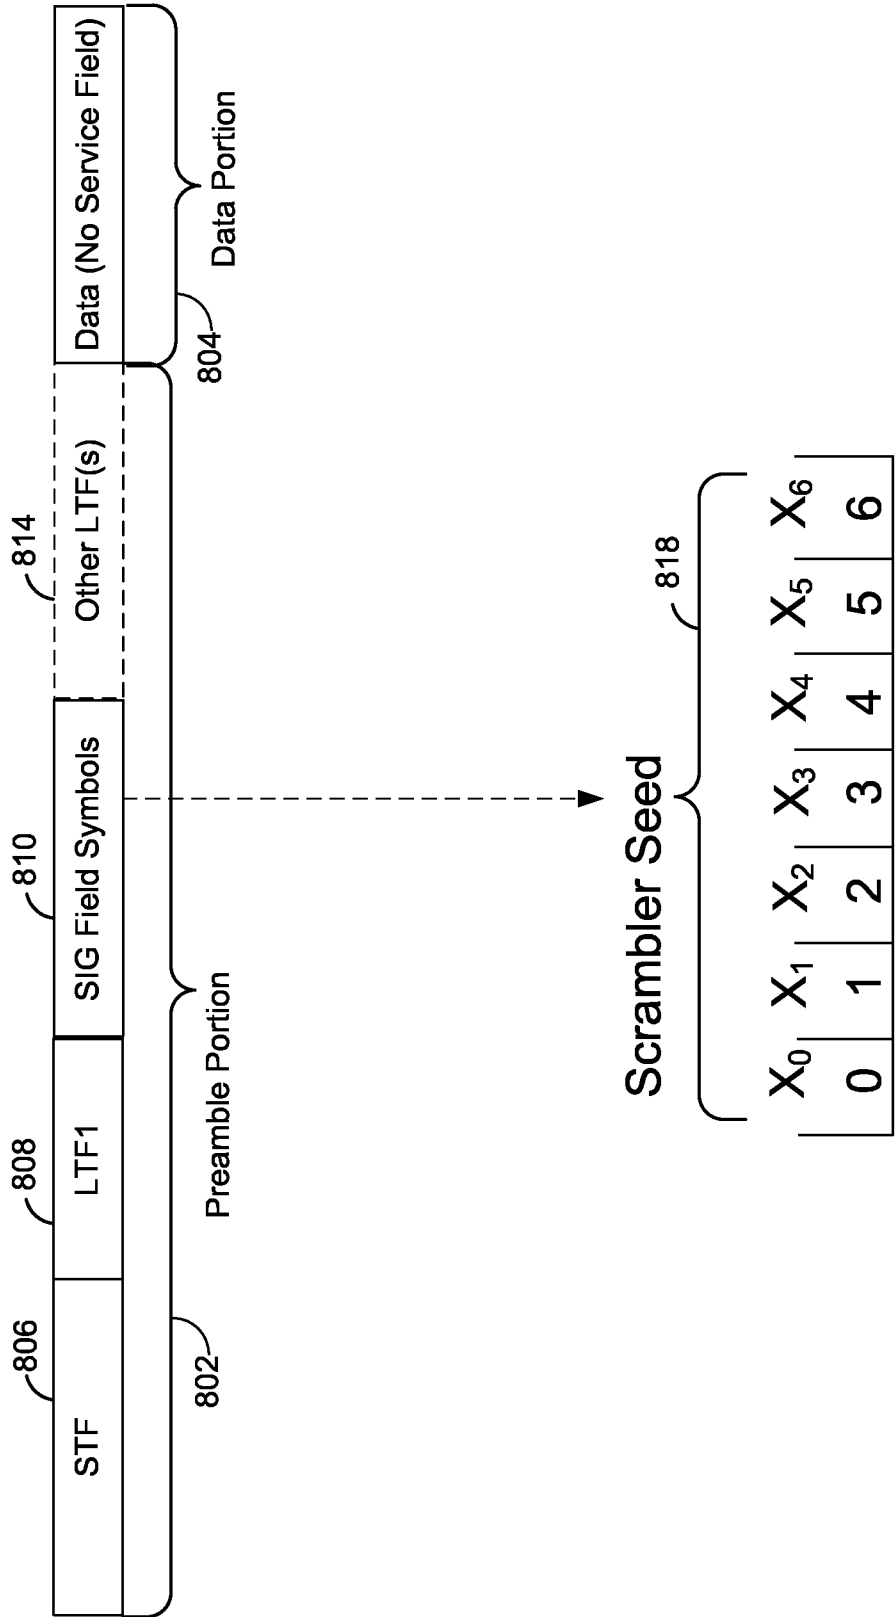 806
808
810
814
STF
LTF1
SIG Field Symbols
Other LTF(s)
Data (No Service Field)
802
Preamble Portion
804
Data Portion
Scrambler Seed
818
X0 X1 X2 X3 X4 X5 X6
0 1 2 3 4 5 6